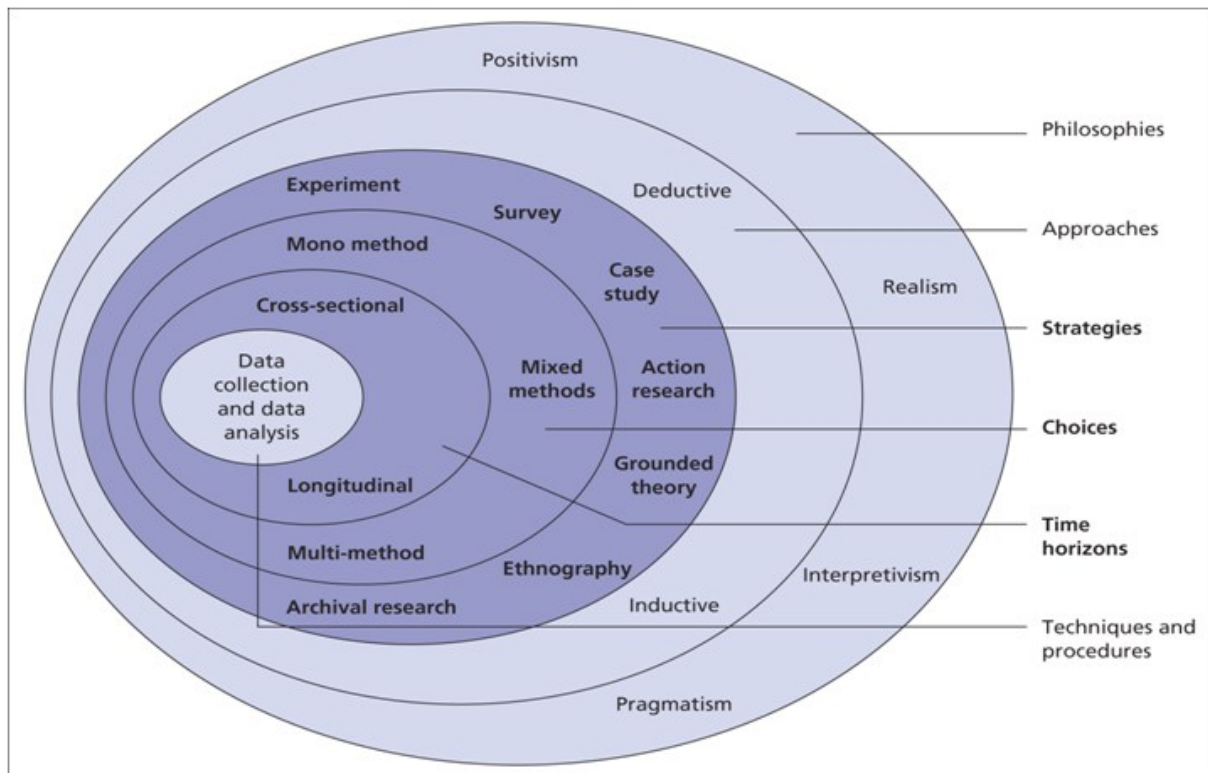 Positivism
Philosophies
Deductive
Experiment
Survey
Approaches
Mono method
Case
study
Realism
Cross-sectional
Strategies
Data
collection
and data
analysis
Mixed
methods
Action
research
Choices
Grounded
theory
Longitudinal
Time
horizons
Multi-method
Ethnography
Interpretivism
Archival research
Inductive
Techniques and
procedures
Pragmatism